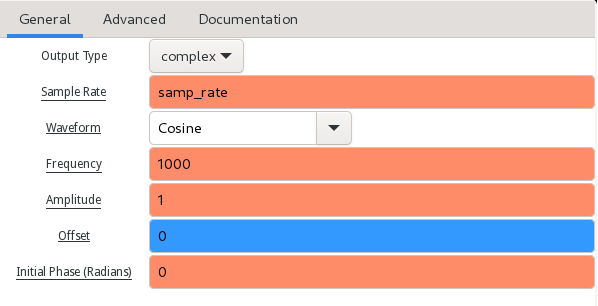 General Advanced Documentation
Output Type complex
Sample Rate samp_rate
Waveform Cosine
Frequency 1000
Amplitude 1
Offset 0
Initial Phase (Radians) 0